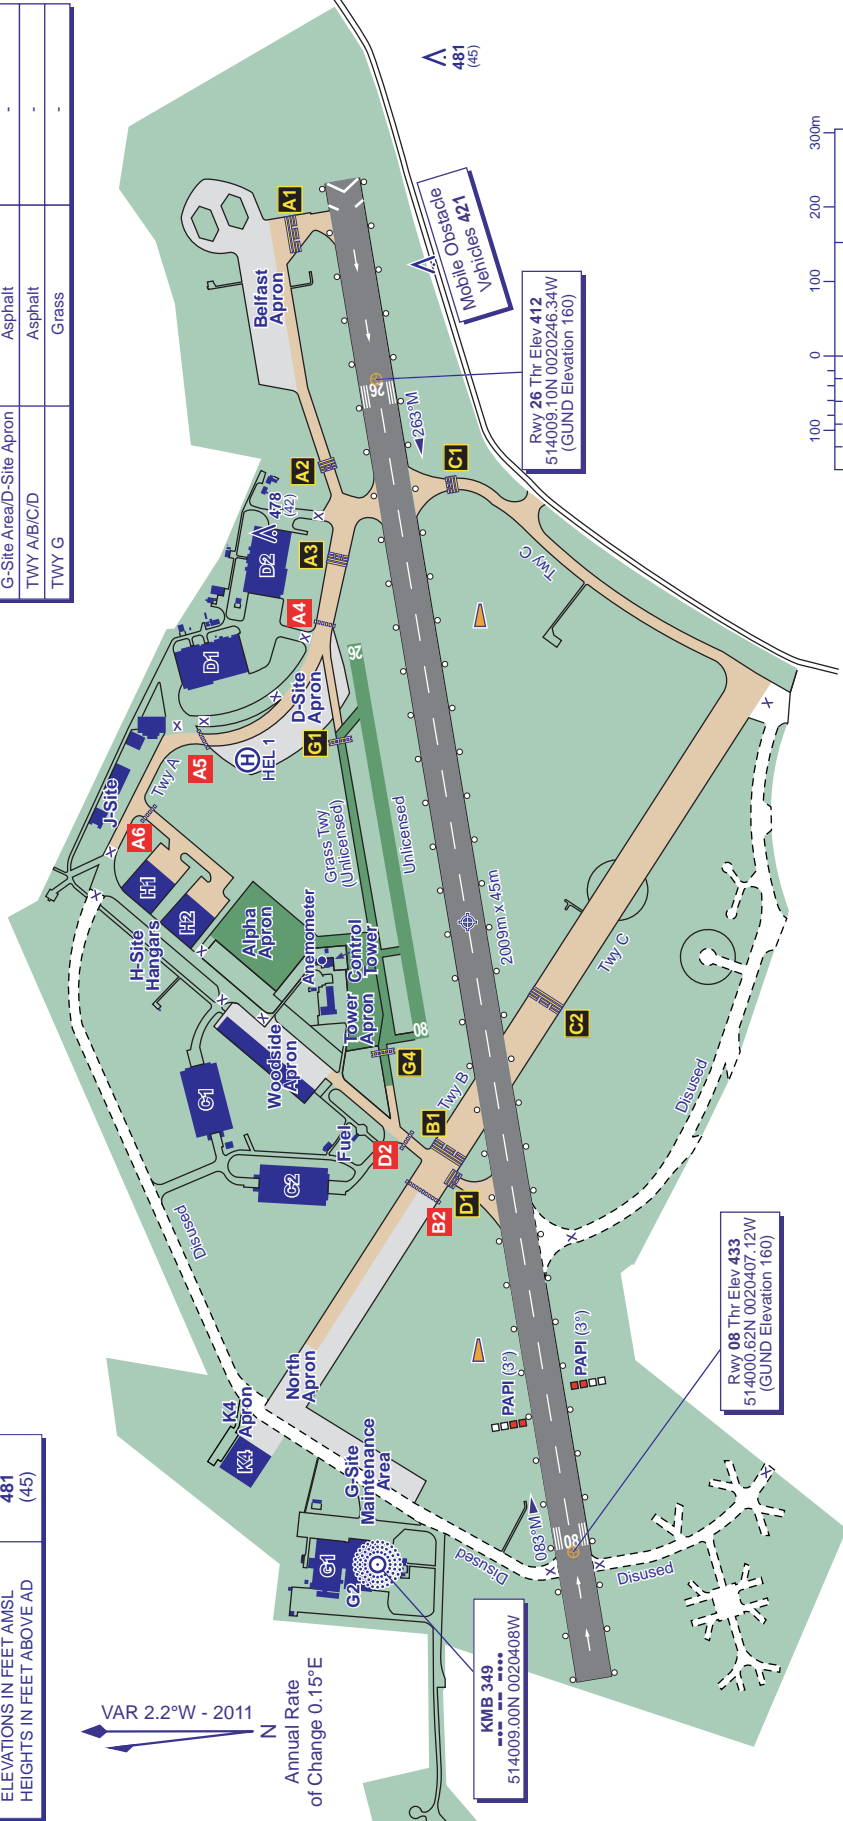 G-Site Area/D-Site Apron
Asphalt
-
TWY A/B/C/D
Asphalt
-
TWY G
Grass
-
481
(45)
300m
200
100
0
100
A1
Belfast
Apron
Mobile Obstacle
Vehicles 421
Rwy 26 Thr Elev 412
514009.10N 0020246.34W
(GUND Elevation 160)
26
263°M
A2
C1
478
(42)
D2
A3
A4
Twy C
D1
26
D-Site
Apron
G1
A5
H
HEL 1
J-Site
Twy A
A6
Grass Twy
(Unlicensed)
Unlicensed
H1
H2
H-Site
Hangars
Alpha
Apron
Anemometer
Control
Tower
Tower
Apron
08
2009m x 45m
Twy C
C2
G4
Woodside
Apron
C1
Fuel
D2
B1
Twy B
C2
B2
D1
Disused
Disused
North
Apron
K4
Apron
K4
PAPI (3°)
PAPI (3°)
Rwy 08 Thr Elev 433
514000.62N 0020407.12W
(GUND Elevation 160)
G-Site
Maintenance
Area
G1
G2
083°M
08
Disused
Disused
KMB 349
514009.00N 0020408W
ELEVATIONS IN FEET AMSL
HEIGHTS IN FEET ABOVE AD
481
(45)
VAR 2.2°W - 2011
N
Annual Rate
of Change 0.15°E